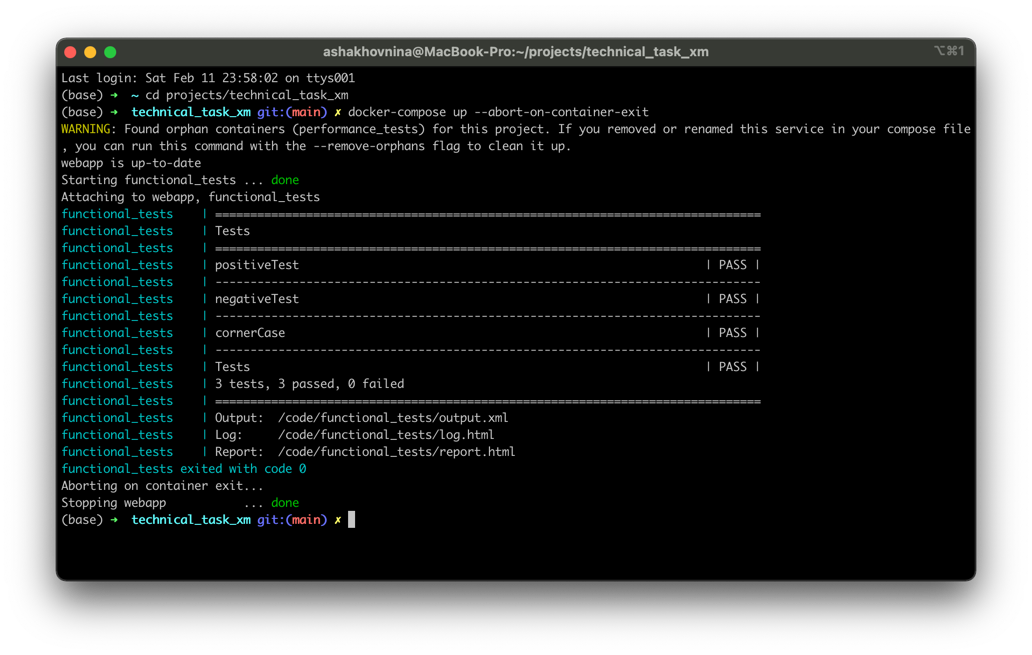 ashakhovnina@MacBook-Pro:~/projects/technical_task_xm
⌥⌘1
Last login: Sat Feb 11 23:58:02 on ttys001
(base) ➜  ~ cd projects/technical_task_xm
(base) ➜  technical_task_xm git:(main) ✗ docker-compose up --abort-on-container-exit
WARNING: Found orphan containers (performance_tests) for this project. If you removed or renamed this service in your compose file
, you can run this command with the --remove-orphans flag to clean it up.
webapp is up-to-date
Starting functional_tests ... done
Attaching to webapp, functional_tests
functional_tests    | ==============================================================================
functional_tests    | Tests
functional_tests    | ==============================================================================
functional_tests    | positiveTest                                                          | PASS |
functional_tests    | ------------------------------------------------------------------------------
functional_tests    | negativeTest                                                          | PASS |
functional_tests    | ------------------------------------------------------------------------------
functional_tests    | cornerCase                                                            | PASS |
functional_tests    | ------------------------------------------------------------------------------
functional_tests    | Tests                                                                 | PASS |
functional_tests    | 3 tests, 3 passed, 0 failed
functional_tests    | ==============================================================================
functional_tests    | Output:  /code/functional_tests/output.xml
functional_tests    | Log:     /code/functional_tests/log.html
functional_tests    | Report:  /code/functional_tests/report.html
functional_tests exited with code 0
Aborting on container exit...
Stopping webapp           ... done
(base) ➜  technical_task_xm git:(main) ✗